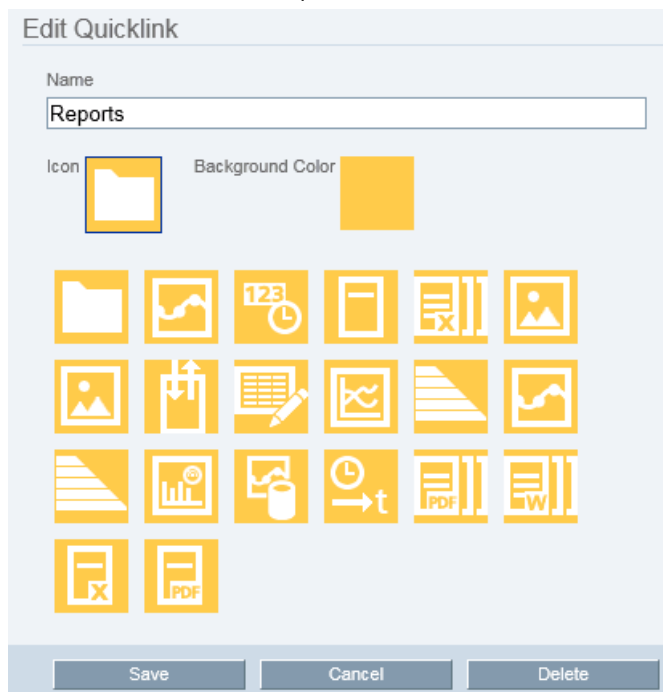 Edit Quicklink
Name
Reports
Icon Background Color
123 X
t PDF W
X PDF
Save Cancel Delete